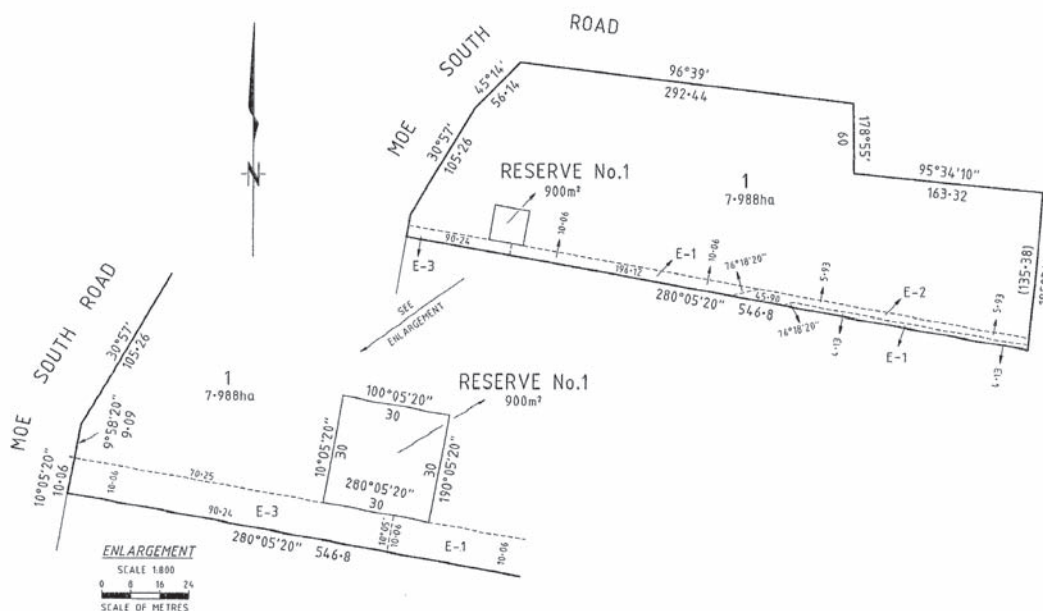 ROAD
SOUTH
MOE
45°14'
56·14
96°39'
292·44
178°55'
60
30°57'
105·26
95°34'10"
163·32
RESERVE No.1
900m²
1
7·988ha
N
(135·38)
10·06
10·06
90·24
E-3
196·12
E-1
76°18'20"
45·90
5·93
E-2
5·93
280°05'20" 546·8
76°18'20"
4·13
E-1
4·13
SEE
ENLARGEMENT
MOE SOUTH ROAD
30°57'
105·26
1
7·988ha
RESERVE No.1
900m²
100°05'20"
30
9°58'20"
9·09
10°05'20"
30
30
190°05'20"
280°05'20"
30
10°05'20"
10·06
10·06
70·25
90·24
E-3
10°05'
10·06
E-1
10·06
280°05'20" 546·8
ENLARGEMENT
SCALE 1:800
0 8 16 24
SCALE OF METRES